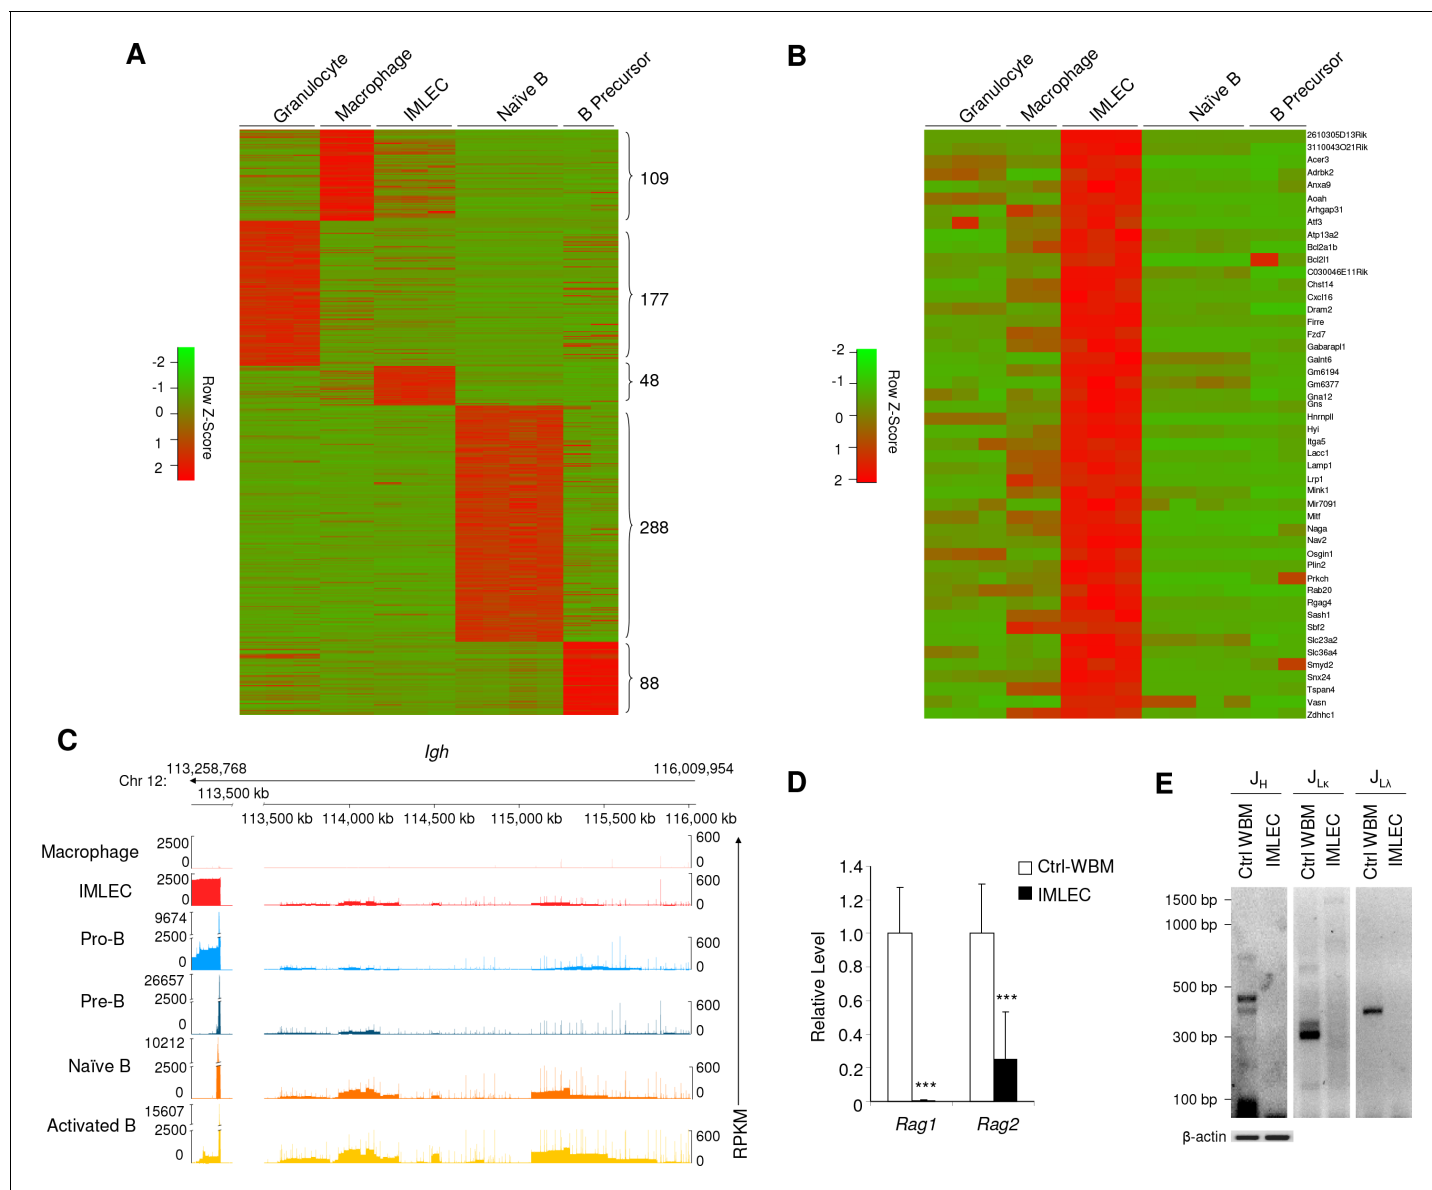 A
Granulocyte
Macrophage
IMLEC
Naïve B
B Precursor
109
177
48
288
88
-2
-1
0
1
2
Row Z-Score
B
Granulocyte
Macrophage
IMLEC
Naïve B
B Precursor
-2
-1
0
1
2
Row Z-Score
2610305D13Rik
3110043O21Rik
Acer3
Adrbk2
Anxa9
Aoah
Arhgap31
Atf3
Atp13a2
Bcl2a1b
Bcl2l1
C030046E11Rik
Chst14
Cxcl16
Dram2
Firre
Fzd7
Gabarapl1
Galnt6
Gm6194
Gm6377
Gna12
Gns
Hnrnpll
Hyi
Itga5
Lacc1
Lamp1
Lrp1
Mink1
Mir7091
Mitf
Naga
Nav2
Osgin1
Plin2
Prkch
Rab20
Rgag4
Sash1
Sbf2
Slc23a2
Slc36a4
Smyd2
Snx24
Tspan4
Vasn
Zdhhc1
C
Igh
113,258,768
116,009,954
Chr 12:
113,500 kb
113,500 kb 114,000 kb 114,500 kb 115,000 kb 115,500 kb 116,000 kb
Macrophage
2500
0
600
0
IMLEC
2500
0
600
0
Pro-B
9674
2500
0
600
0
Pre-B
26657
2500
0
600
0
Naïve B
10212
2500
0
600
0
Activated B
15607
2500
0
600
0
RPKM
D
Ctrl-WBM
IMLEC
1.4
1.2
1.0
0.8
0.6
0.4
0.2
0
Relative Level
***
***
Rag1
Rag2
E
JH
JLκ
JLλ
Ctrl WBM
IMLEC
Ctrl WBM
IMLEC
Ctrl WBM
IMLEC
1500 bp
1000 bp
500 bp
300 bp
100 bp
β-actin